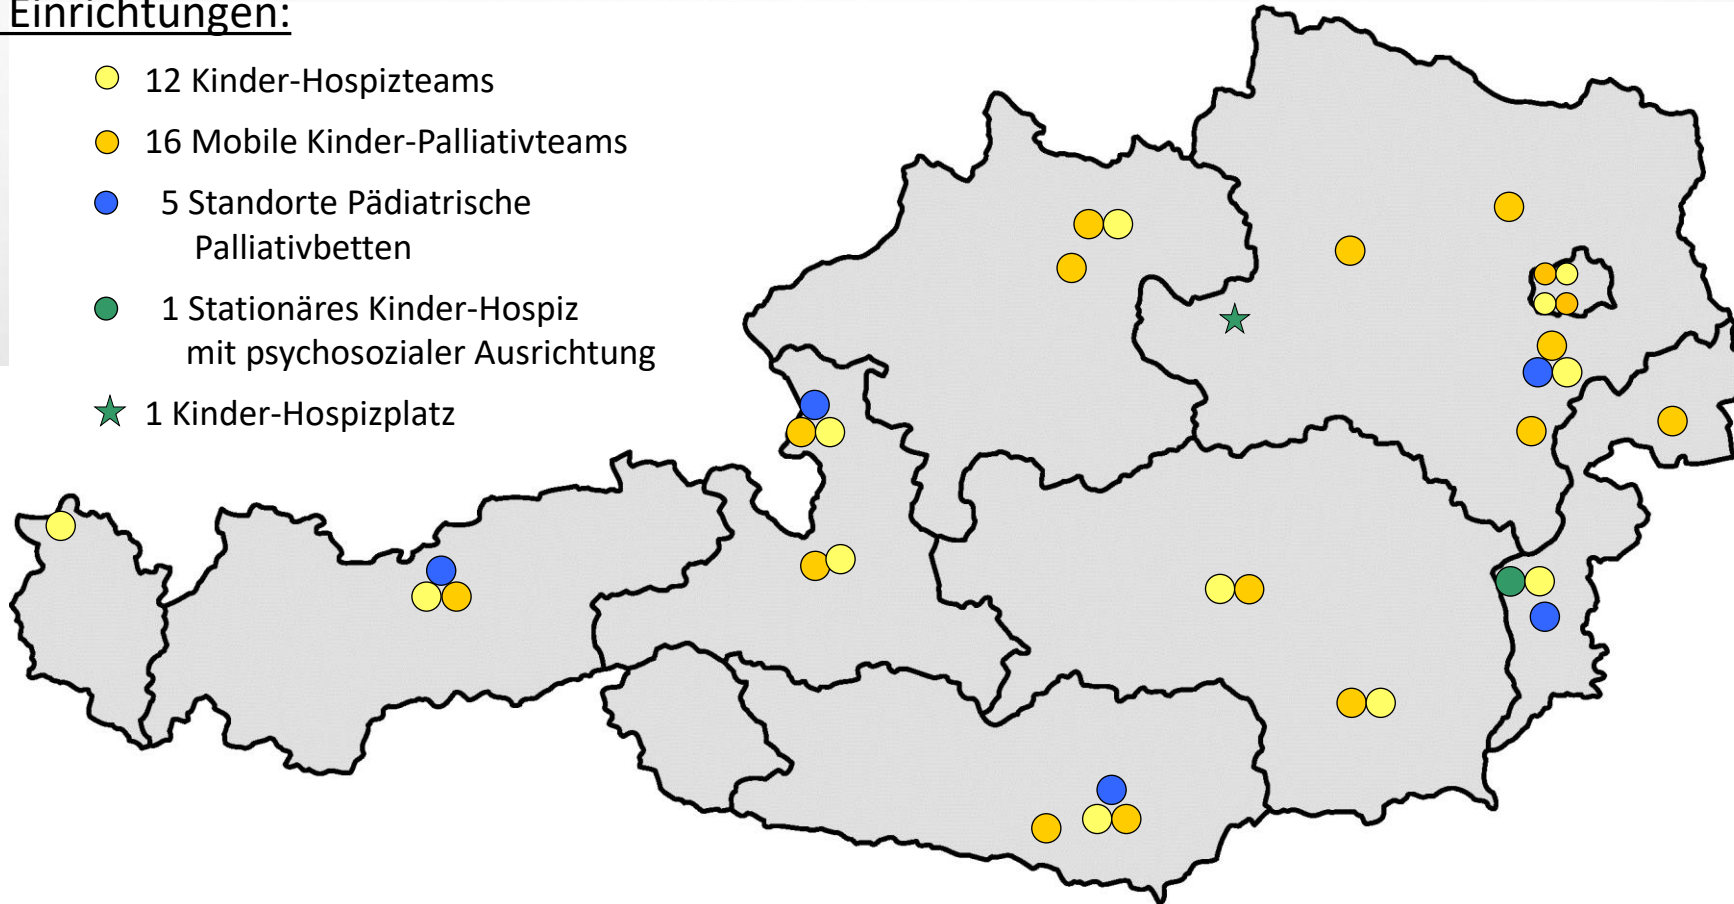 Einrichtungen:
12 Kinder-Hospizteams
16 Mobile Kinder-Palliativteams
5 Standorte Pädiatrische
Palliativbetten
1 Stationäres Kinder-Hospiz
mit psychosozialer Ausrichtung
1 Kinder-Hospizplatz